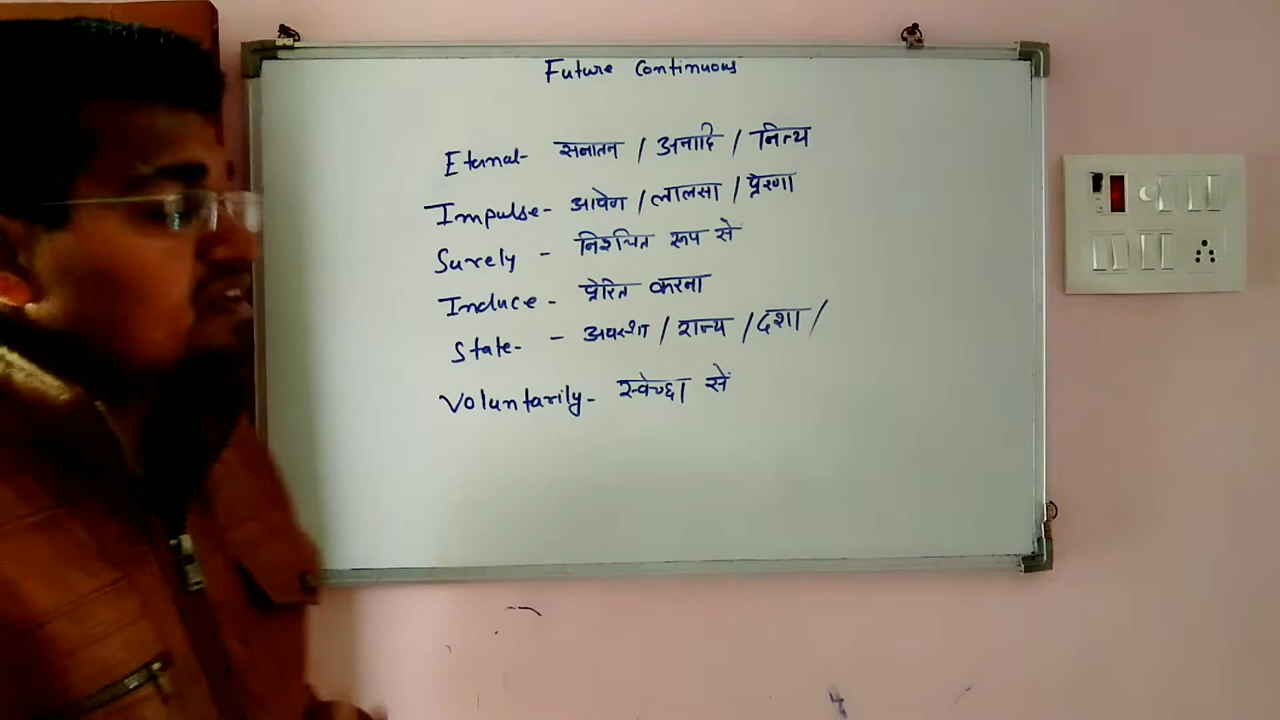 Future Continuous
Eternal- सनातन / अनादि / नित्य
Impulse- आवेग / लालसा / प्रेरणा
Surely - निश्चित रूप से
Induce - प्रेरित करना
State- - अवस्था / राज्य / दशा /
Voluntarily- स्वेच्छा सें